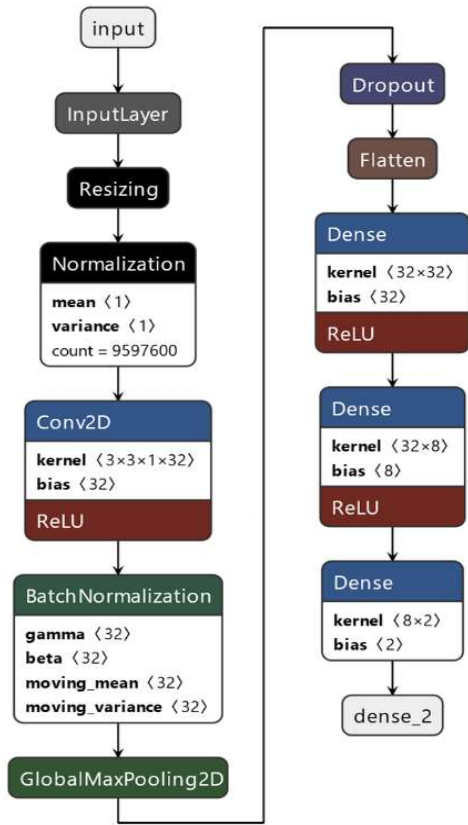 input
InputLayer
Resizing
Normalization
mean ⟨1⟩
variance ⟨1⟩
count = 9597600
Conv2D
kernel ⟨3×3×1×32⟩
bias ⟨32⟩
ReLU
BatchNormalization
gamma ⟨32⟩
beta ⟨32⟩
moving_mean ⟨32⟩
moving_variance ⟨32⟩
GlobalMaxPooling2D
Dropout
Flatten
Dense
kernel ⟨32×32⟩
bias ⟨32⟩
ReLU
Dense
kernel ⟨32×8⟩
bias ⟨8⟩
ReLU
Dense
kernel ⟨8×2⟩
bias ⟨2⟩
dense_2